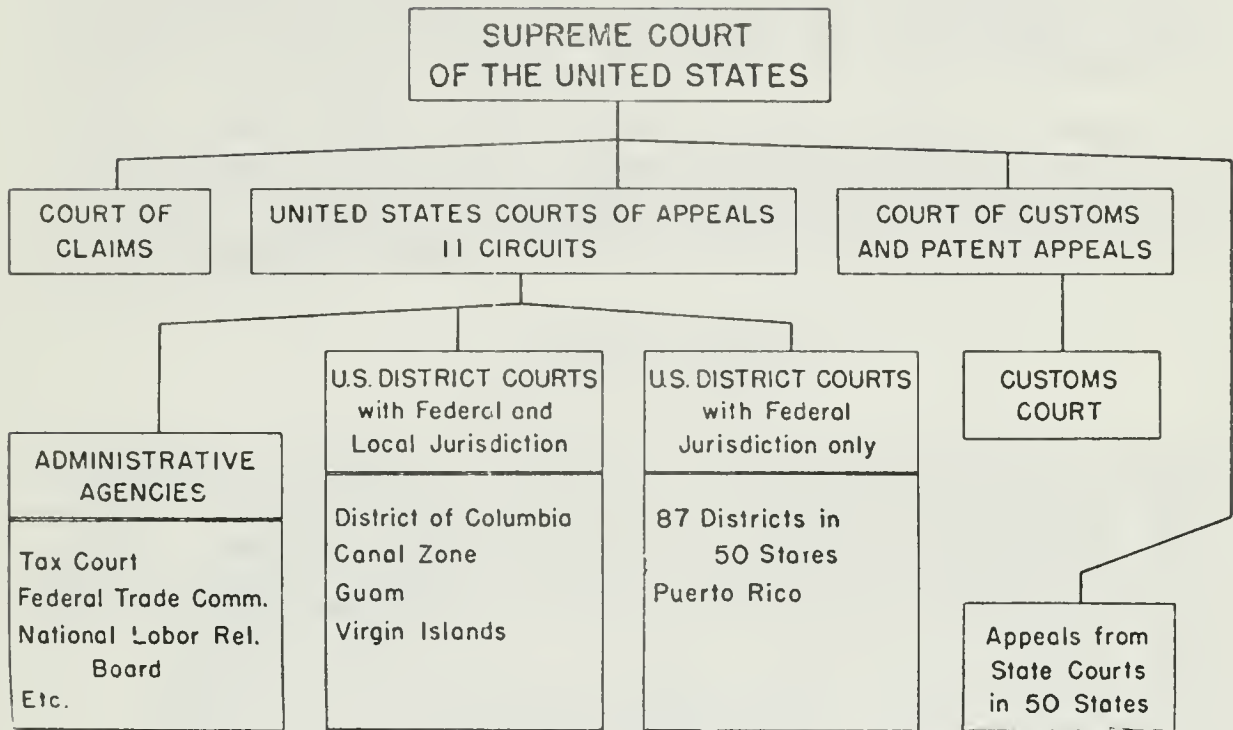 SUPREME COURT
OF THE UNITED STATES
COURT OF
CLAIMS
UNITED STATES COURTS OF APPEALS
11 CIRCUITS
COURT OF CUSTOMS
AND PATENT APPEALS
ADMINISTRATIVE
AGENCIES
Tax Court
Federal Trade Comm.
National Labor Rel.
Board
Etc.
U.S. DISTRICT COURTS
with Federal and
Local Jurisdiction
District of Columbia
Canal Zone
Guam
Virgin Islands
U.S. DISTRICT COURTS
with Federal
Jurisdiction only
87 Districts in
50 States
Puerto Rico
CUSTOMS
COURT
Appeals from
State Courts
in 50 States